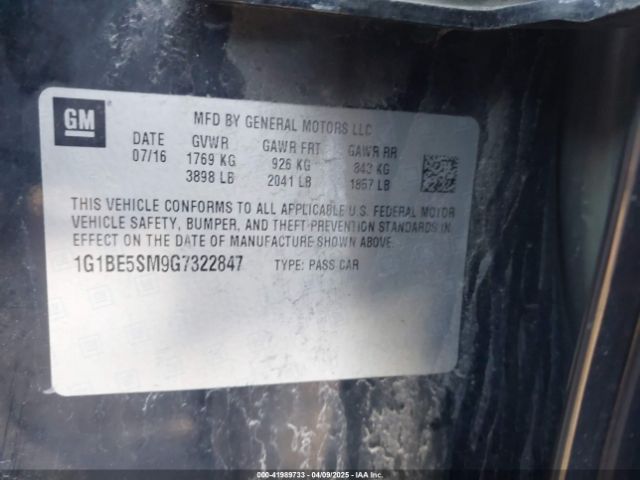 GM
MFD BY GENERAL MOTORS LLC
DATE GVWR GAWR FRT GAWR RR
07/16 1769 KG 926 KG 843 KG
3898 LB 2041 LB 1857 LB
THIS VEHICLE CONFORMS TO ALL APPLICABLE U.S. FEDERAL MOTOR
VEHICLE SAFETY, BUMPER, AND THEFT PREVENTION STANDARDS IN
EFFECT ON THE DATE OF MANUFACTURE SHOWN ABOVE.
1G1BE5SM9G7322847 TYPE: PASS CAR
000-41989733 - 04/09/2025 - IAAI.CA